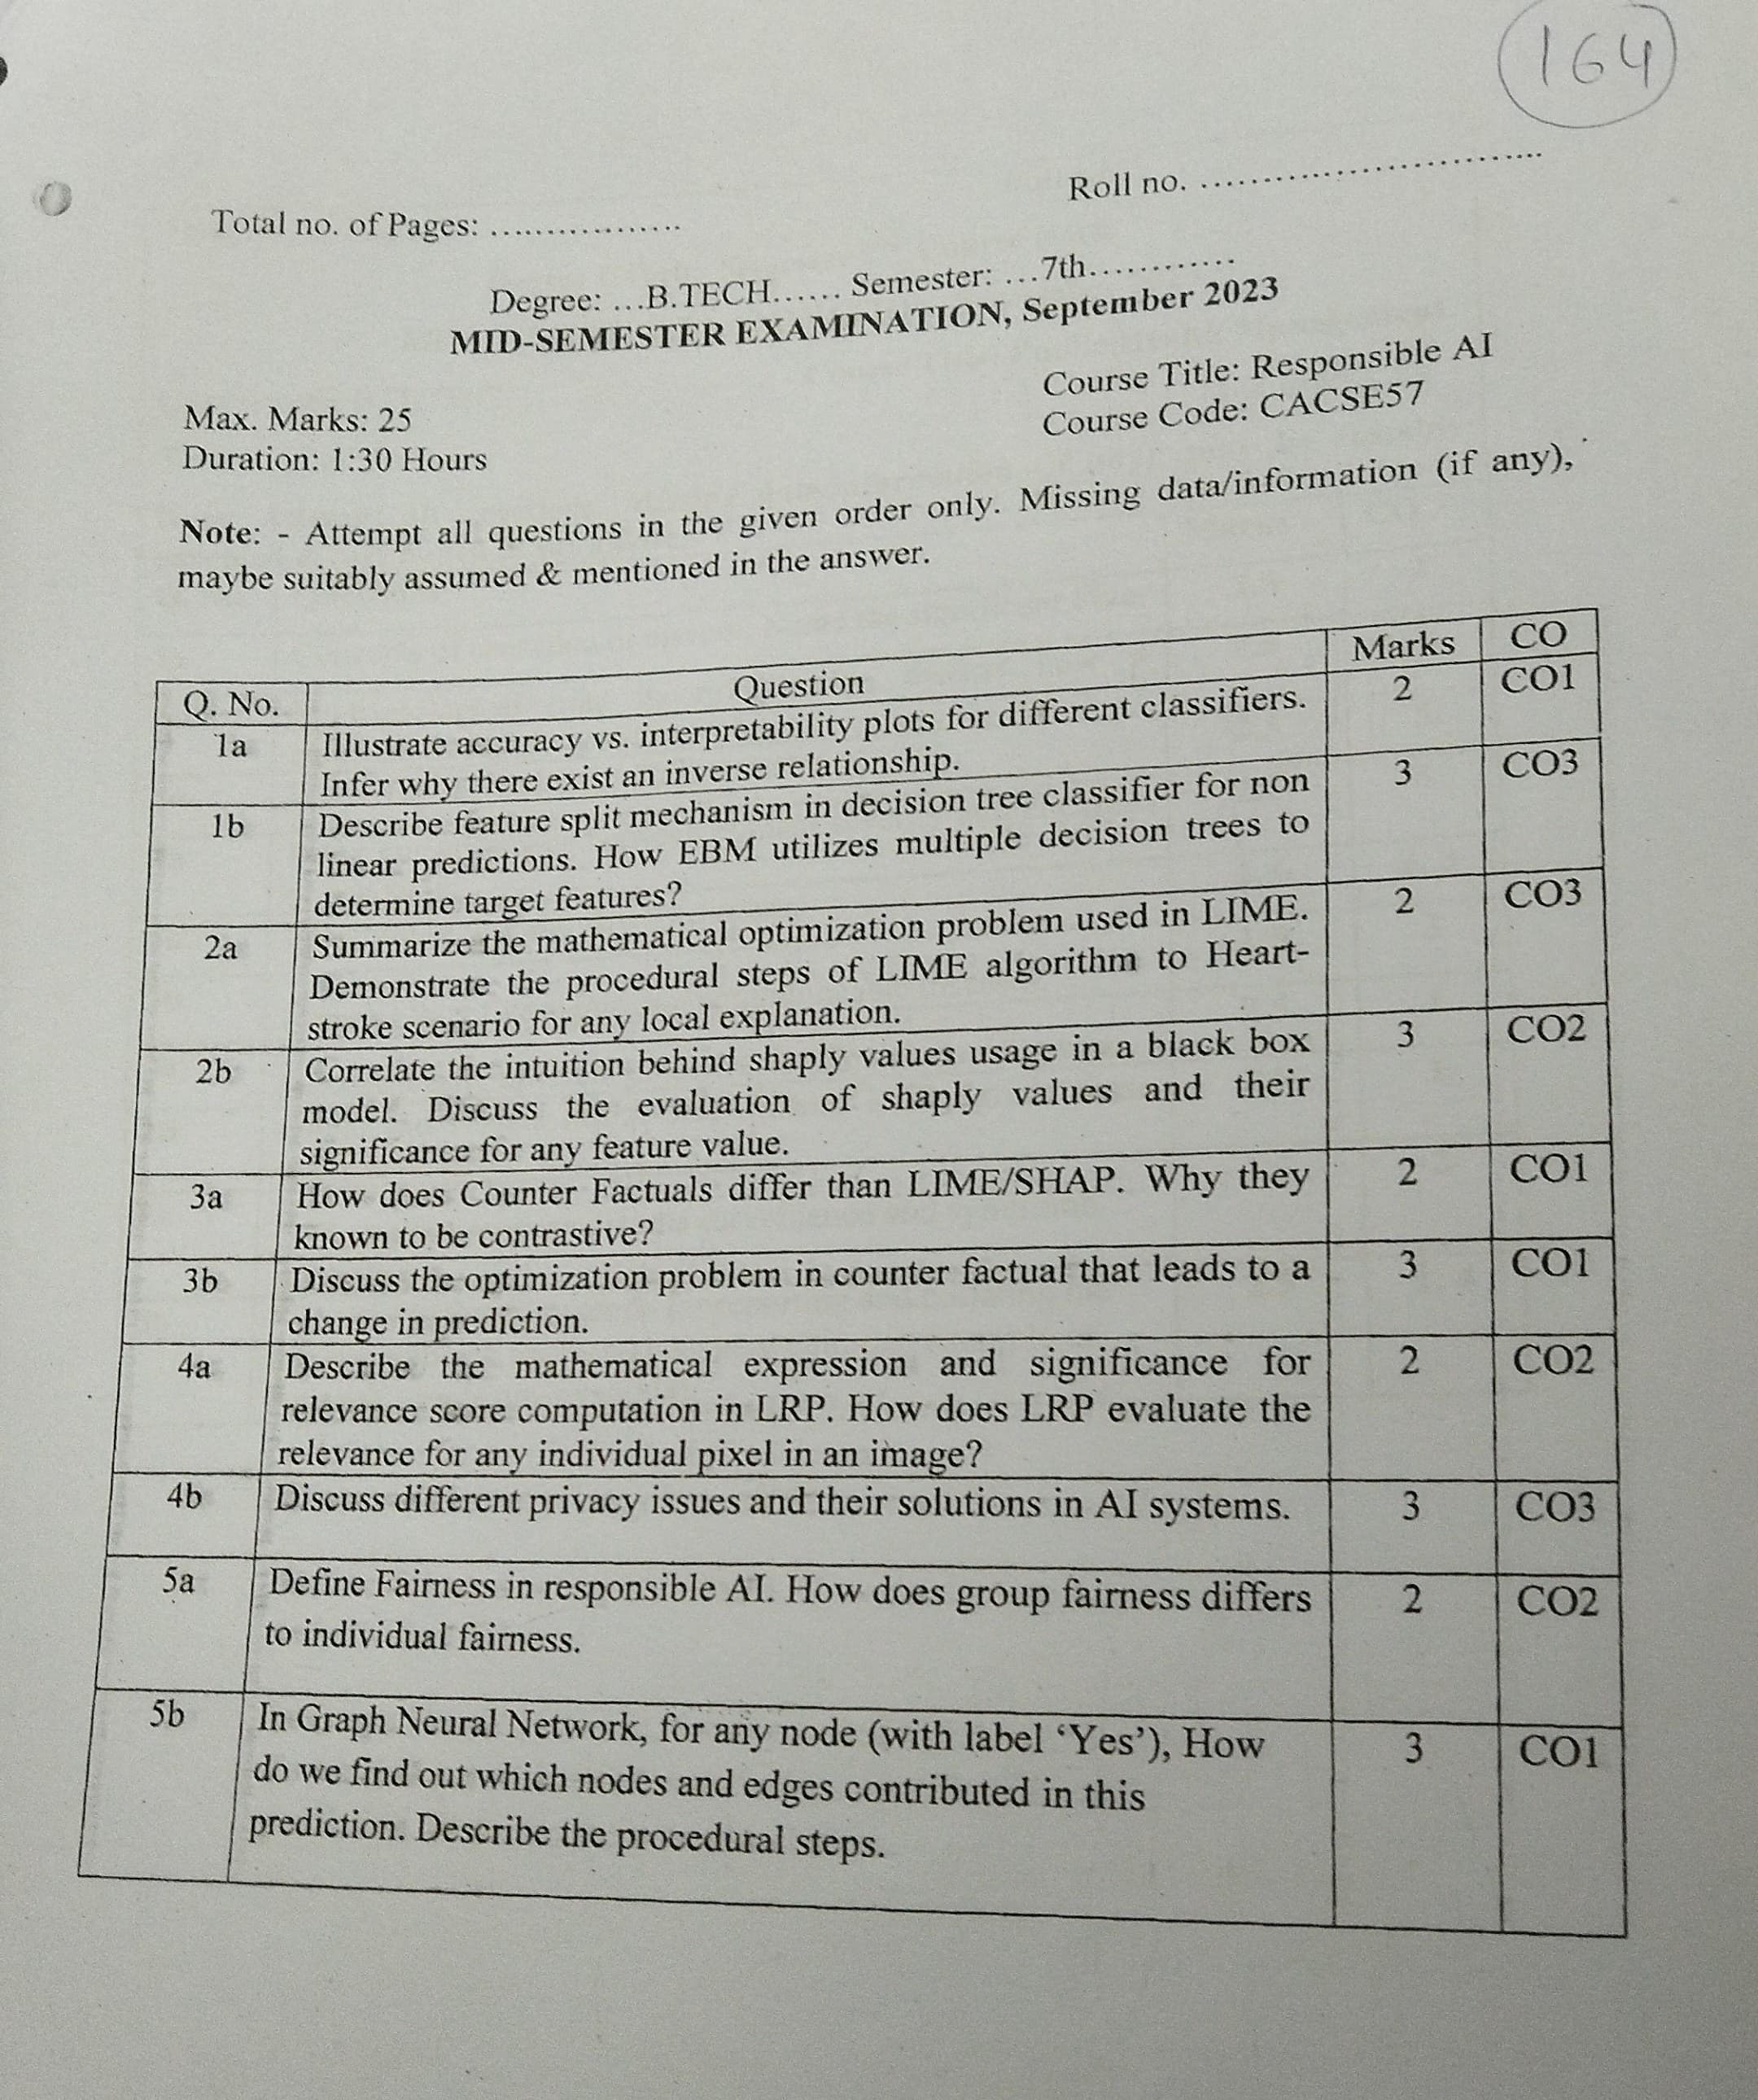 164
Roll no. ................................
Total no. of Pages: ..................
Degree: ...B.TECH...... Semester: ...7th.............
MID-SEMESTER EXAMINATION, September 2023
Course Title: Responsible AI
Max. Marks: 25
Course Code: CACSE57
Duration: 1:30 Hours
Note: - Attempt all questions in the given order only. Missing data/information (if any),
maybe suitably assumed & mentioned in the answer.
Q. No. Question Marks CO
1a Illustrate accuracy vs. interpretability plots for different classifiers. 2 CO1
Infer why there exist an inverse relationship.
1b Describe feature split mechanism in decision tree classifier for non 3 CO3
linear predictions. How EBM utilizes multiple decision trees to
determine target features?
2a Summarize the mathematical optimization problem used in LIME. 2 CO3
Demonstrate the procedural steps of LIME algorithm to Heart-
stroke scenario for any local explanation.
2b Correlate the intuition behind shaply values usage in a black box 3 CO2
model. Discuss the evaluation of shaply values and their
significance for any feature value.
3a How does Counter Factuals differ than LIME/SHAP. Why they 2 CO1
known to be contrastive?
3b Discuss the optimization problem in counter factual that leads to a 3 CO1
change in prediction.
4a Describe the mathematical expression and significance for 2 CO2
relevance score computation in LRP. How does LRP evaluate the
relevance for any individual pixel in an image?
4b Discuss different privacy issues and their solutions in AI systems. 3 CO3
5a Define Fairness in responsible AI. How does group fairness differs 2 CO2
to individual fairness.
5b In Graph Neural Network, for any node (with label ‘Yes’), How 3 CO1
do we find out which nodes and edges contributed in this
prediction. Describe the procedural steps.